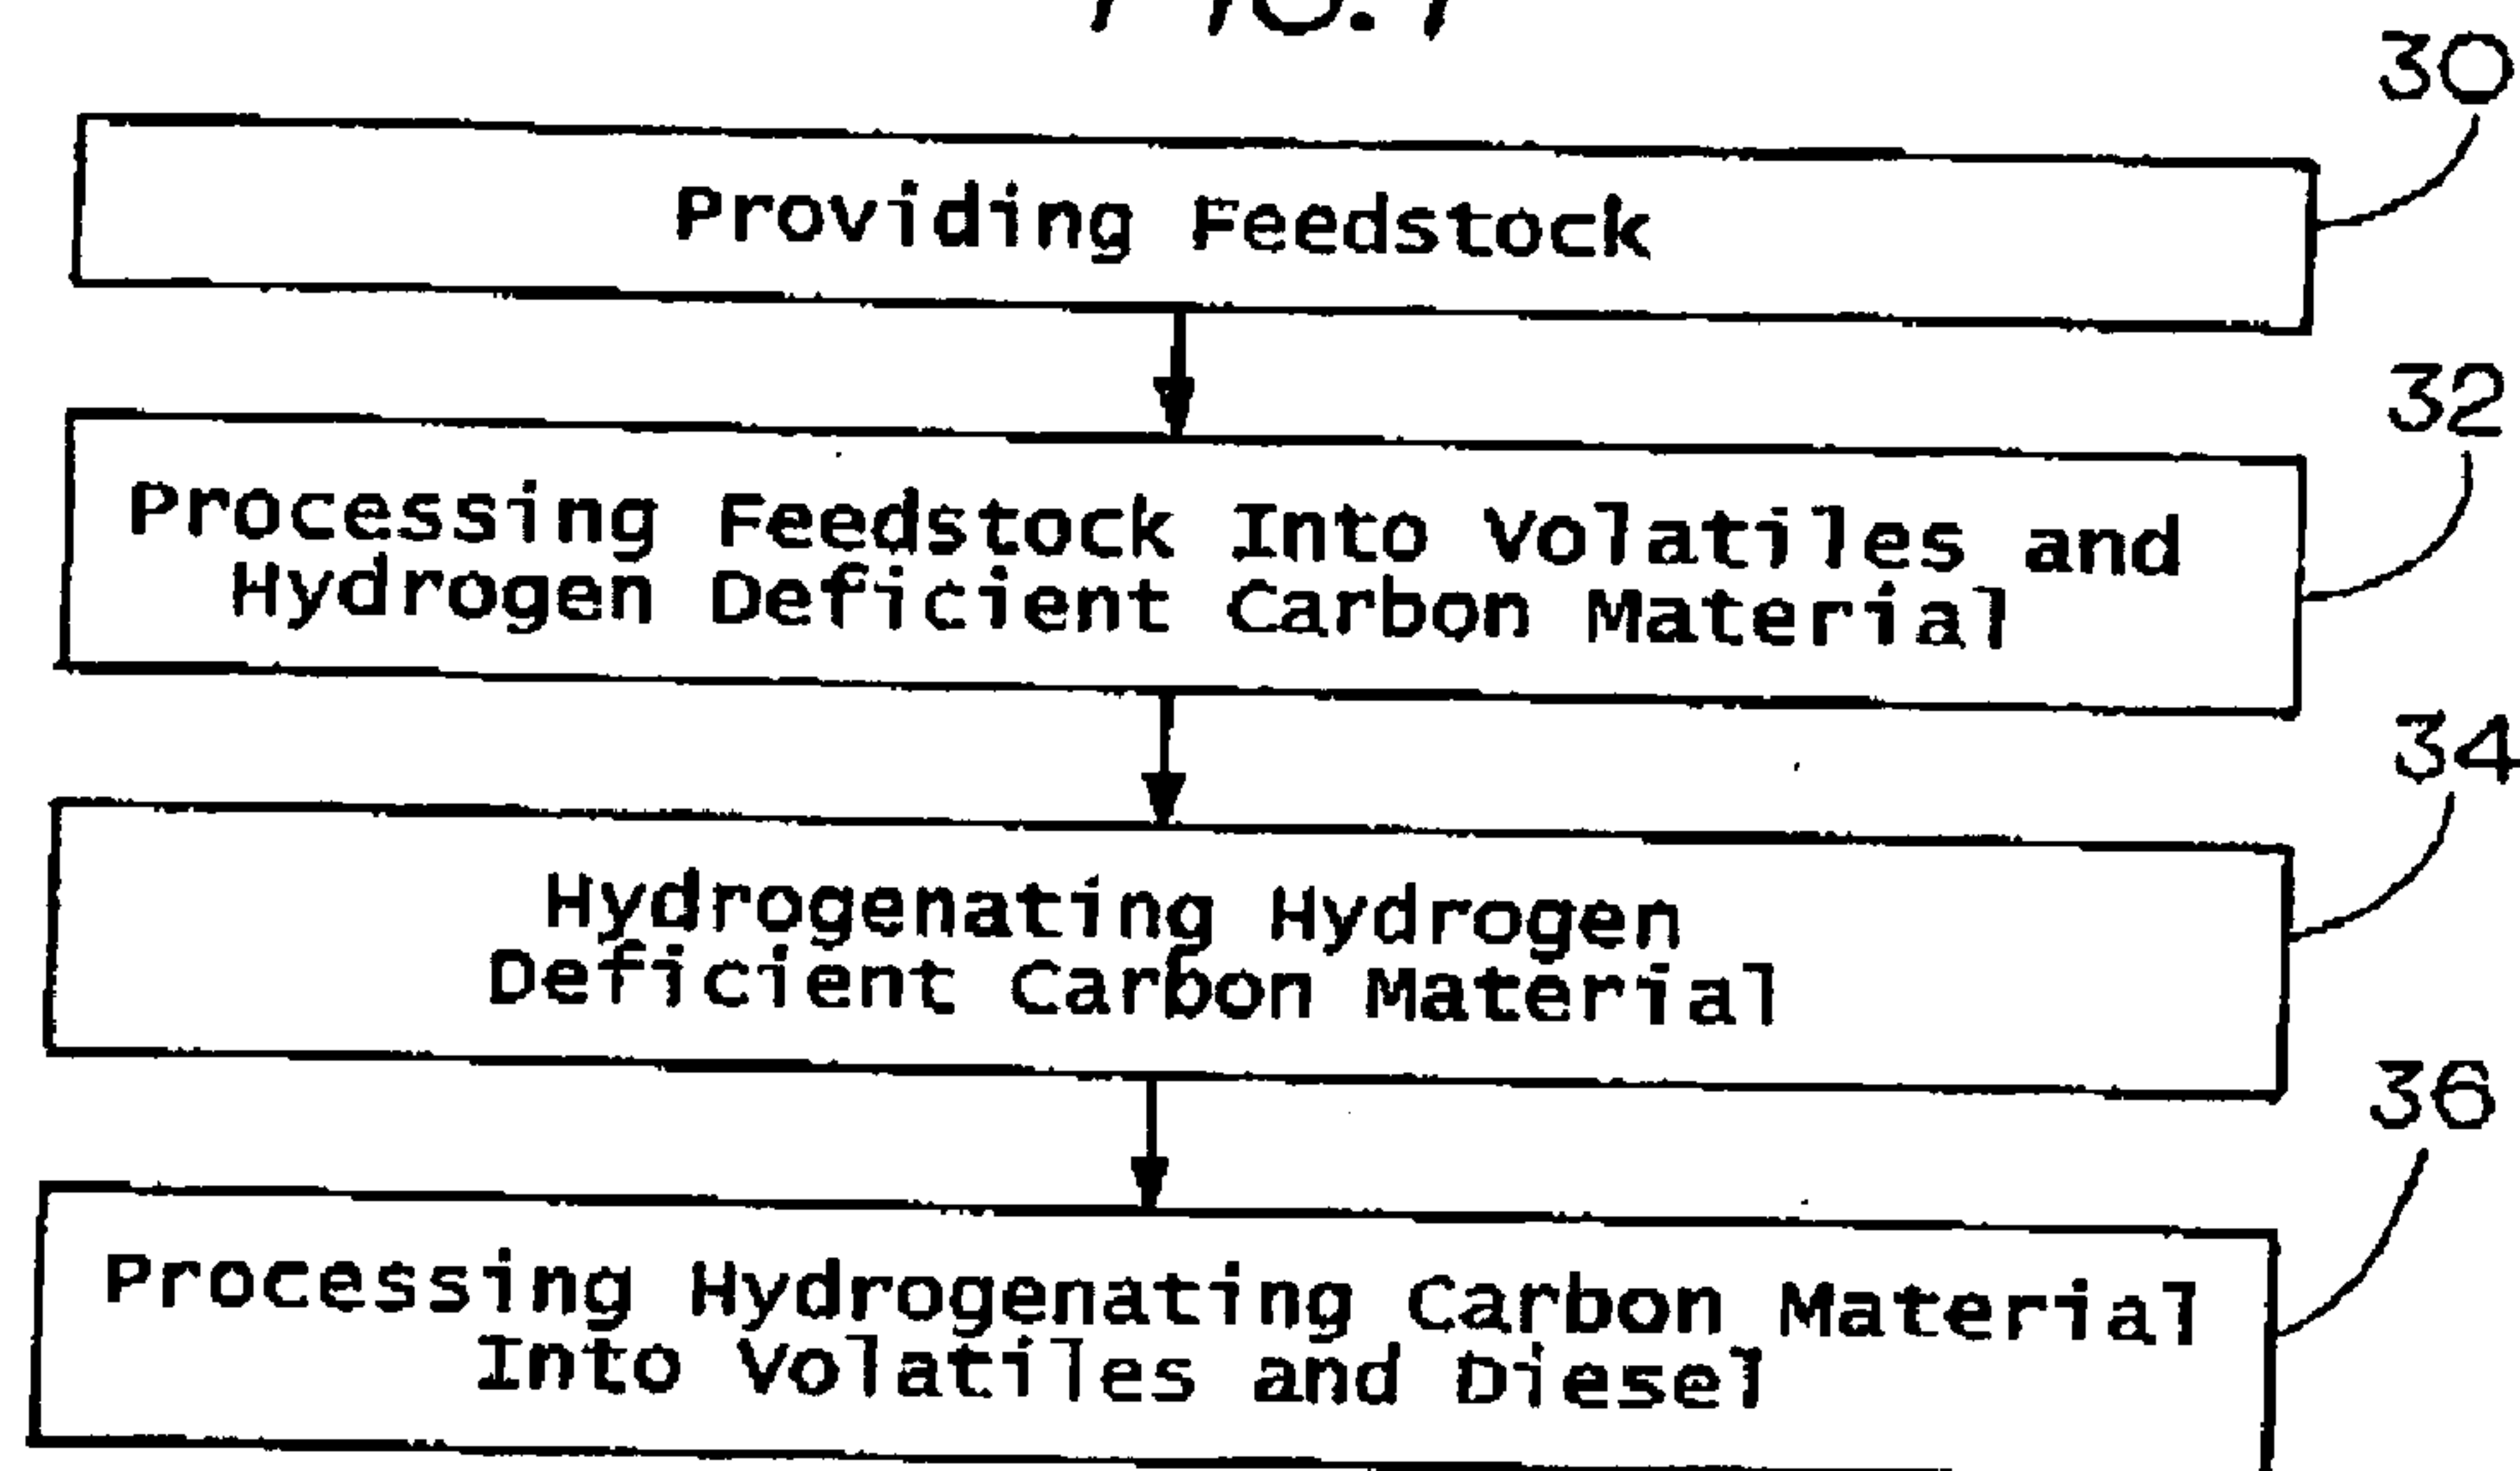 30
Providing Feedstock
32
Processing Feedstock Into Volatiles and
Hydrogen Deficient Carbon Material
34
Hydrogenating Hydrogen
Deficient Carbon Material
36
Processing Hydrogenating Carbon Material
Into Volatiles and Diesel